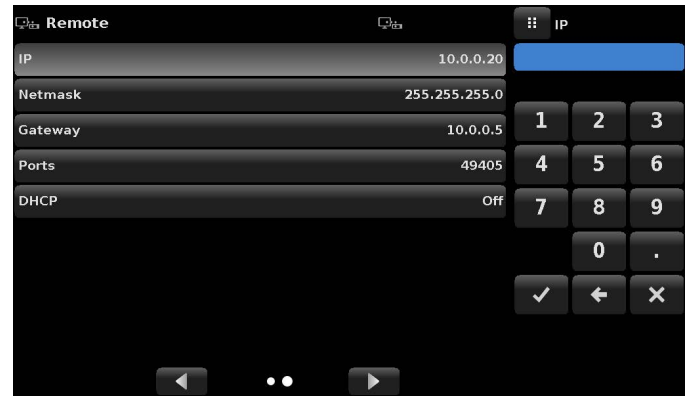 Remote
IP 10.0.0.20
Netmask 255.255.255.0
Gateway 10.0.0.5
Ports 49405
DHCP Off
IP
1 2 3
4 5 6
7 8 9
0 .